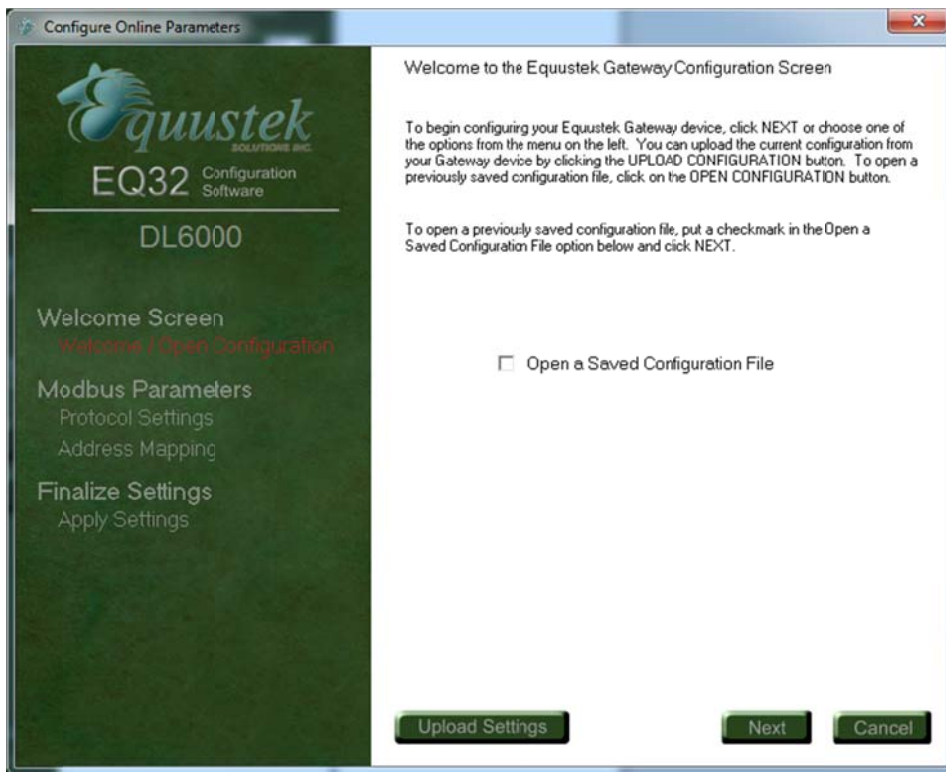 Configure Online Parameters
Equustek
SOLUTIONS INC.
EQ32 Configuration Software
DL6000
Welcome Screen
Welcome / Open Configuration
Modbus Parameters
Protocol Settings
Address Mapping
Finalize Settings
Apply Settings
Welcome to the Equustek Gateway Configuration Screen
To begin configuring your Equustek Gateway device, click NEXT or choose one of
the options from the menu on the left. You can upload the current configuration from
your Gateway device by clicking the UPLOAD CONFIGURATION button. To open a
previously saved configuration file, click on the OPEN CONFIGURATION button.
To open a previously saved configuration file, put a checkmark in the Open a
Saved Configuration File option below and click NEXT.
Open a Saved Configuration File
Upload Settings
Next
Cancel